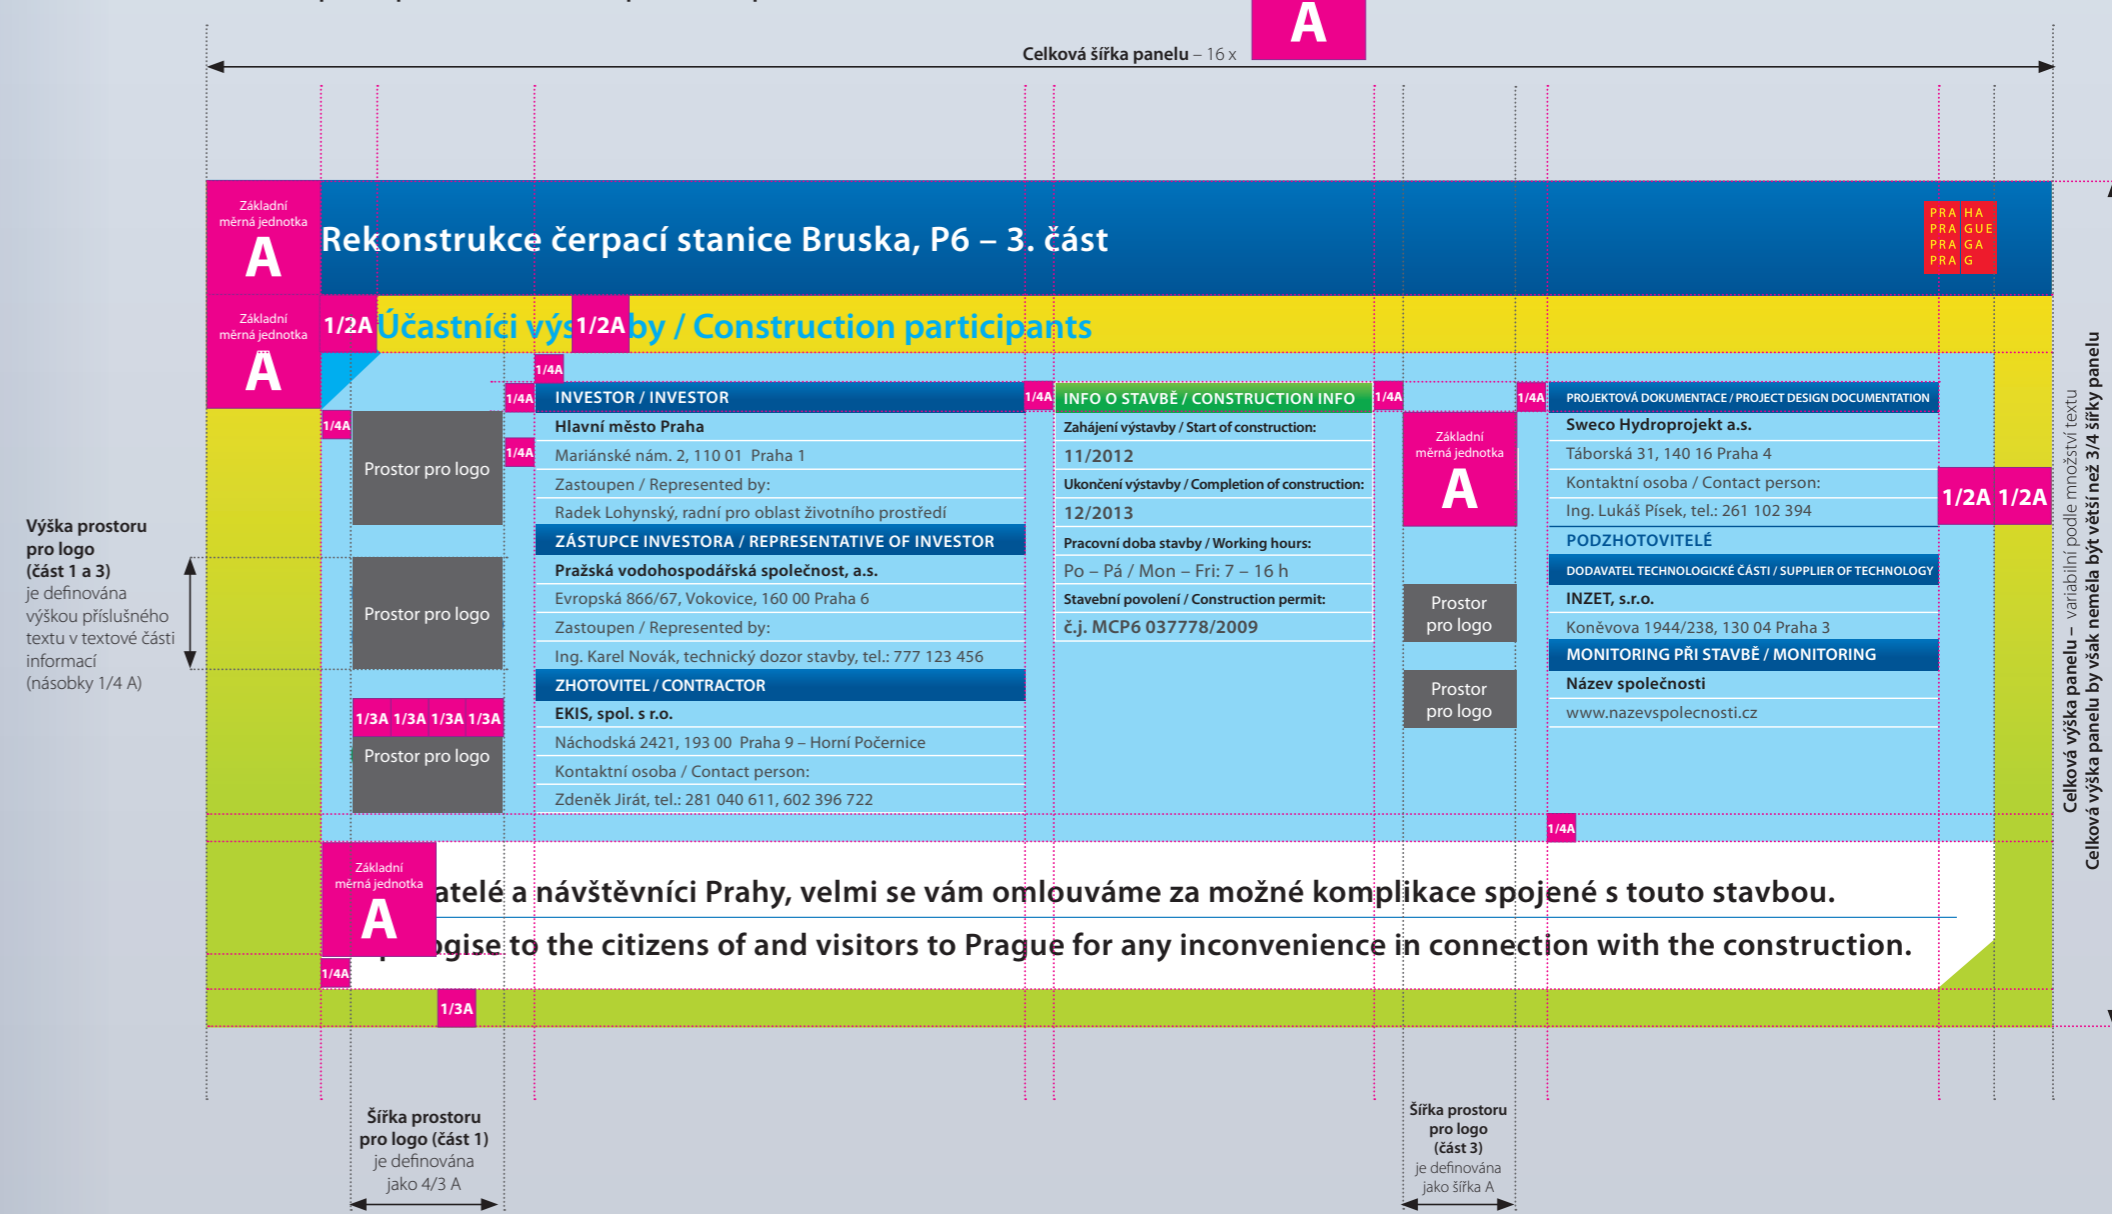 A
Celková šířka panelu – 16 x
Základní
měrná jednotka
A
Rekonstrukce čerpací stanice Bruska, P6 – 3. část
PRA HA
PRA GUE
PRA GA
PRA G
Základní
měrná jednotka
A
1/2A
Účastníci výs
1/2A
by / Construction participants
1/4A
1/4A
1/4A
1/4A
Prostor pro logo
Prostor pro logo
1/3A 1/3A 1/3A 1/3A
Prostor pro logo
INVESTOR / INVESTOR
Hlavní město Praha
Mariánské nám. 2, 110 01 Praha 1
Zastoupen / Represented by:
Radek Lohynský, radní pro oblast životního prostředí
ZÁSTUPCE INVESTORA / REPRESENTATIVE OF INVESTOR
Pražská vodohospodářská společnost, a.s.
Evropská 866/67, Vokovice, 160 00 Praha 6
Zastoupen / Represented by:
Ing. Karel Novák, technický dozor stavby, tel.: 777 123 456
ZHOTOVITEL / CONTRACTOR
EKIS, spol. s r.o.
Náchodská 2421, 193 00 Praha 9 – Horní Počernice
Kontaktní osoba / Contact person:
Zdeněk Jirát, tel.: 281 040 611, 602 396 722
1/4A
INFO O STAVBĚ / CONSTRUCTION INFO
Zahájení výstavby / Start of construction:
11/2012
Ukončení výstavby / Completion of construction:
12/2013
Pracovní doba stavby / Working hours:
Po – Pá / Mon – Fri: 7 – 16 h
Stavební povolení / Construction permit:
č.j. MCP6 037778/2009
1/4A
Základní
měrná jednotka
A
Prostor
pro logo
Prostor
pro logo
1/4A
PROJEKTOVÁ DOKUMENTACE / PROJECT DESIGN DOCUMENTATION
Sweco Hydroprojekt a.s.
Táborská 31, 140 16 Praha 4
Kontaktní osoba / Contact person:
Ing. Lukáš Písek, tel.: 261 102 394
PODZHOTOVITELÉ
DODAVATEL TECHNOLOGICKÉ ČÁSTI / SUPPLIER OF TECHNOLOGY
INZET, s.r.o.
Koněvova 1944/238, 130 04 Praha 3
MONITORING PŘI STAVBĚ / MONITORING
Název společnosti
www.nazevspolecnosti.cz
1/2A 1/2A
1/4A
Výška prostoru
pro logo
(část 1 a 3)
je definována
výškou příslušného
textu v textové části
informací
(násobky 1/4 A)
Základní
měrná jednotka
A
atelé a návštěvníci Prahy, velmi se vám omlouváme za možné komplikace spojené s touto stavbou.
ogise to the citizens of and visitors to Prague for any inconvenience in connection with the construction.
1/4A
1/3A
Celková výška panelu – variabilní podle množství textu
Celková výška panelu by však neměla být větší než 3/4 šířky panelu
Šířka prostoru
pro logo (část 1)
je definována
jako 4/3 A
Šířka prostoru
pro logo
(část 3)
je definována
jako šířka A